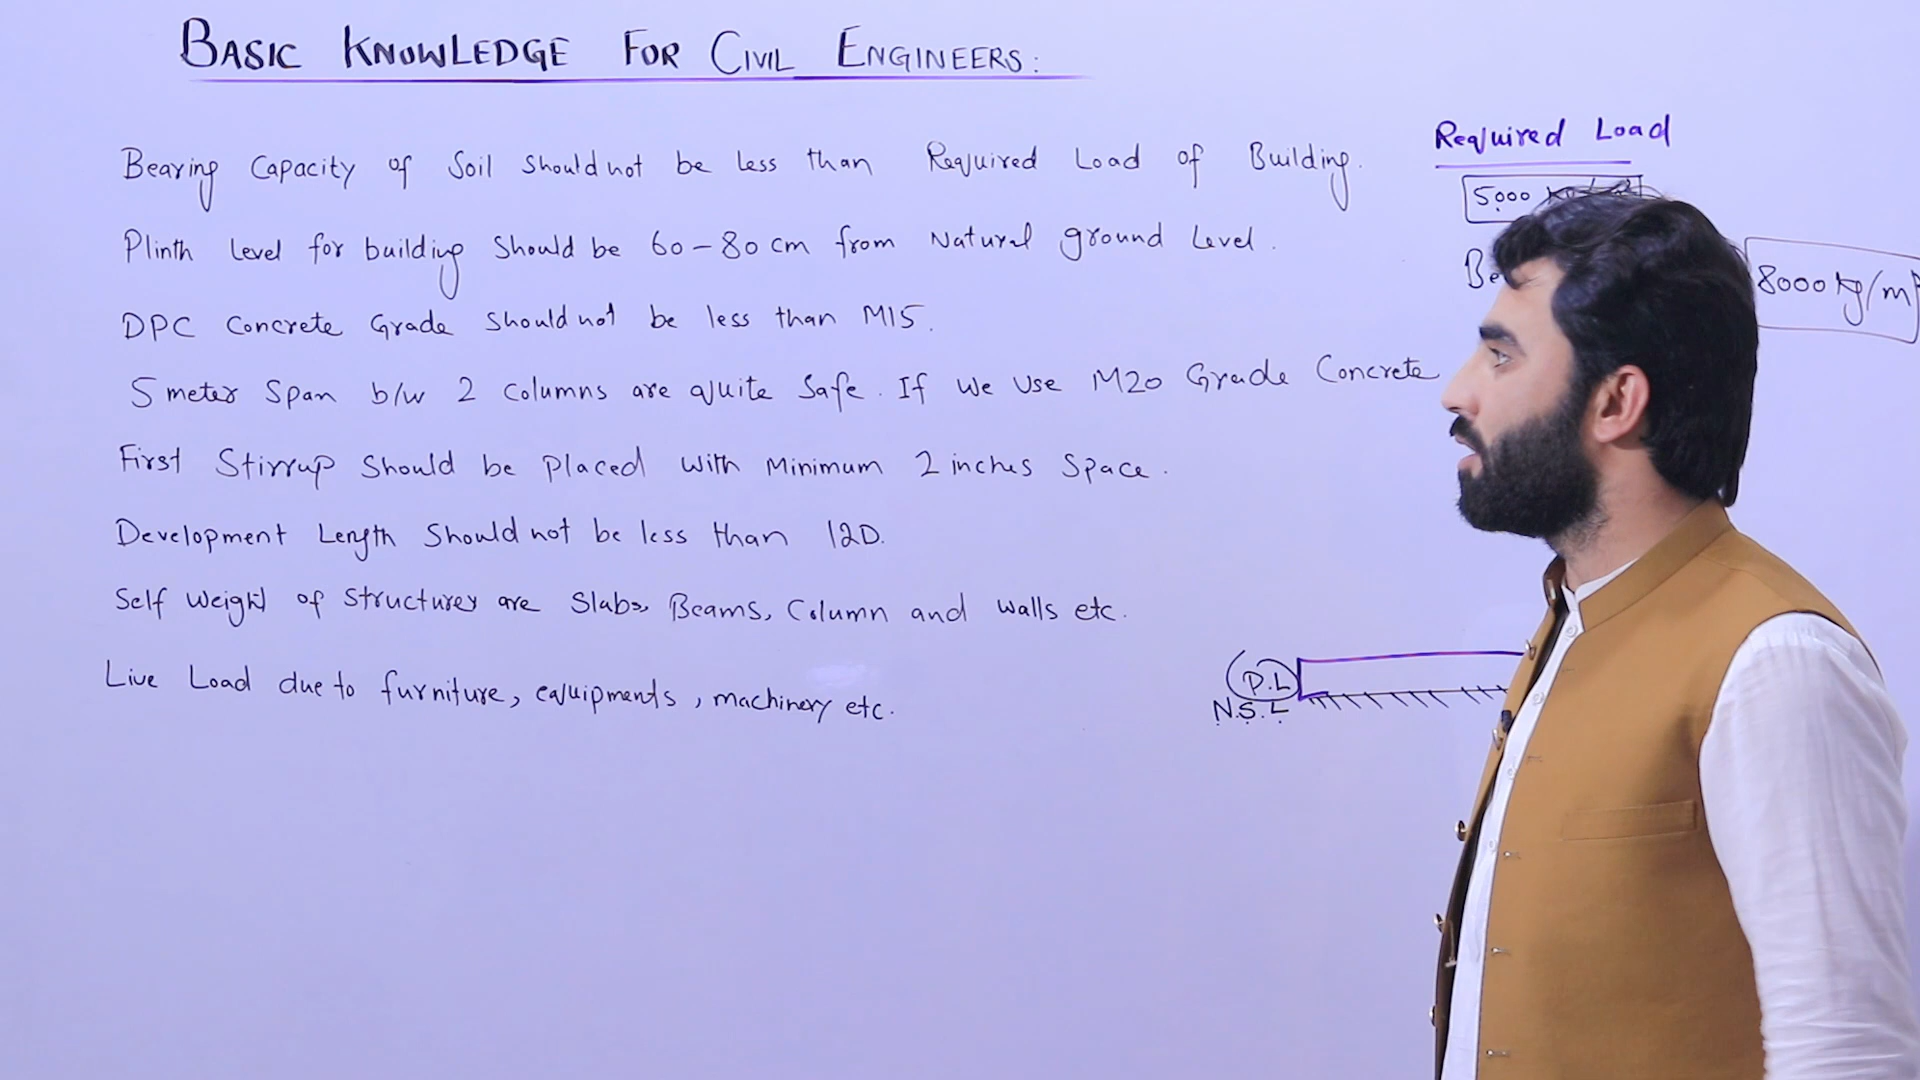 BASIC KNOWLEDGE FOR CIVIL ENGINEERS:
Bearing Capacity of Soil Should not be Less than Required Load of Building.
Plinth Level for building Should be 60-80 cm from Natural ground Level.
DPC Concrete Grade Should not be less than M15.
5 meter Span b/w 2 Columns are quite Safe. If we Use M20 Grade Concrete
First Stirrup Should be Placed with Minimum 2 inches Space.
Development Length Should not be less than 12D.
Self Weight of Structures are Slabs, Beams, Column and walls etc.
Live Load due to furniture, equipments, machinery etc.
Required Load
5000
8000 kg/m²
P.L
N.S.L